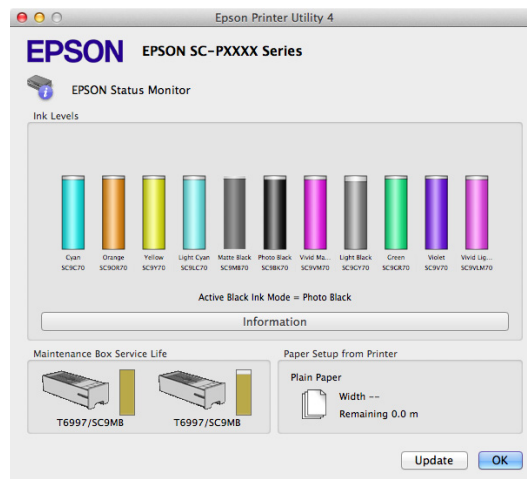 Epson Printer Utility 4
EPSON EPSON SC-PXXXX Series
EPSON Status Monitor
Ink Levels
Cyan Orange Yellow Light Cyan Matte Black Photo Black Vivid Ma... Light Black Green Violet Vivid Lig...
SC9C70 SC9OR70 SC9Y70 SC9LC70 SC9MB70 SC9BK70 SC9VM70 SC9GY70 SC9GR70 SC9V70 SC9VLM70
Active Black Ink Mode = Photo Black
Information
Maintenance Box Service Life
T6997/SC9MB T6997/SC9MB
Paper Setup from Printer
Plain Paper
Width --
Remaining 0.0 m
Update OK